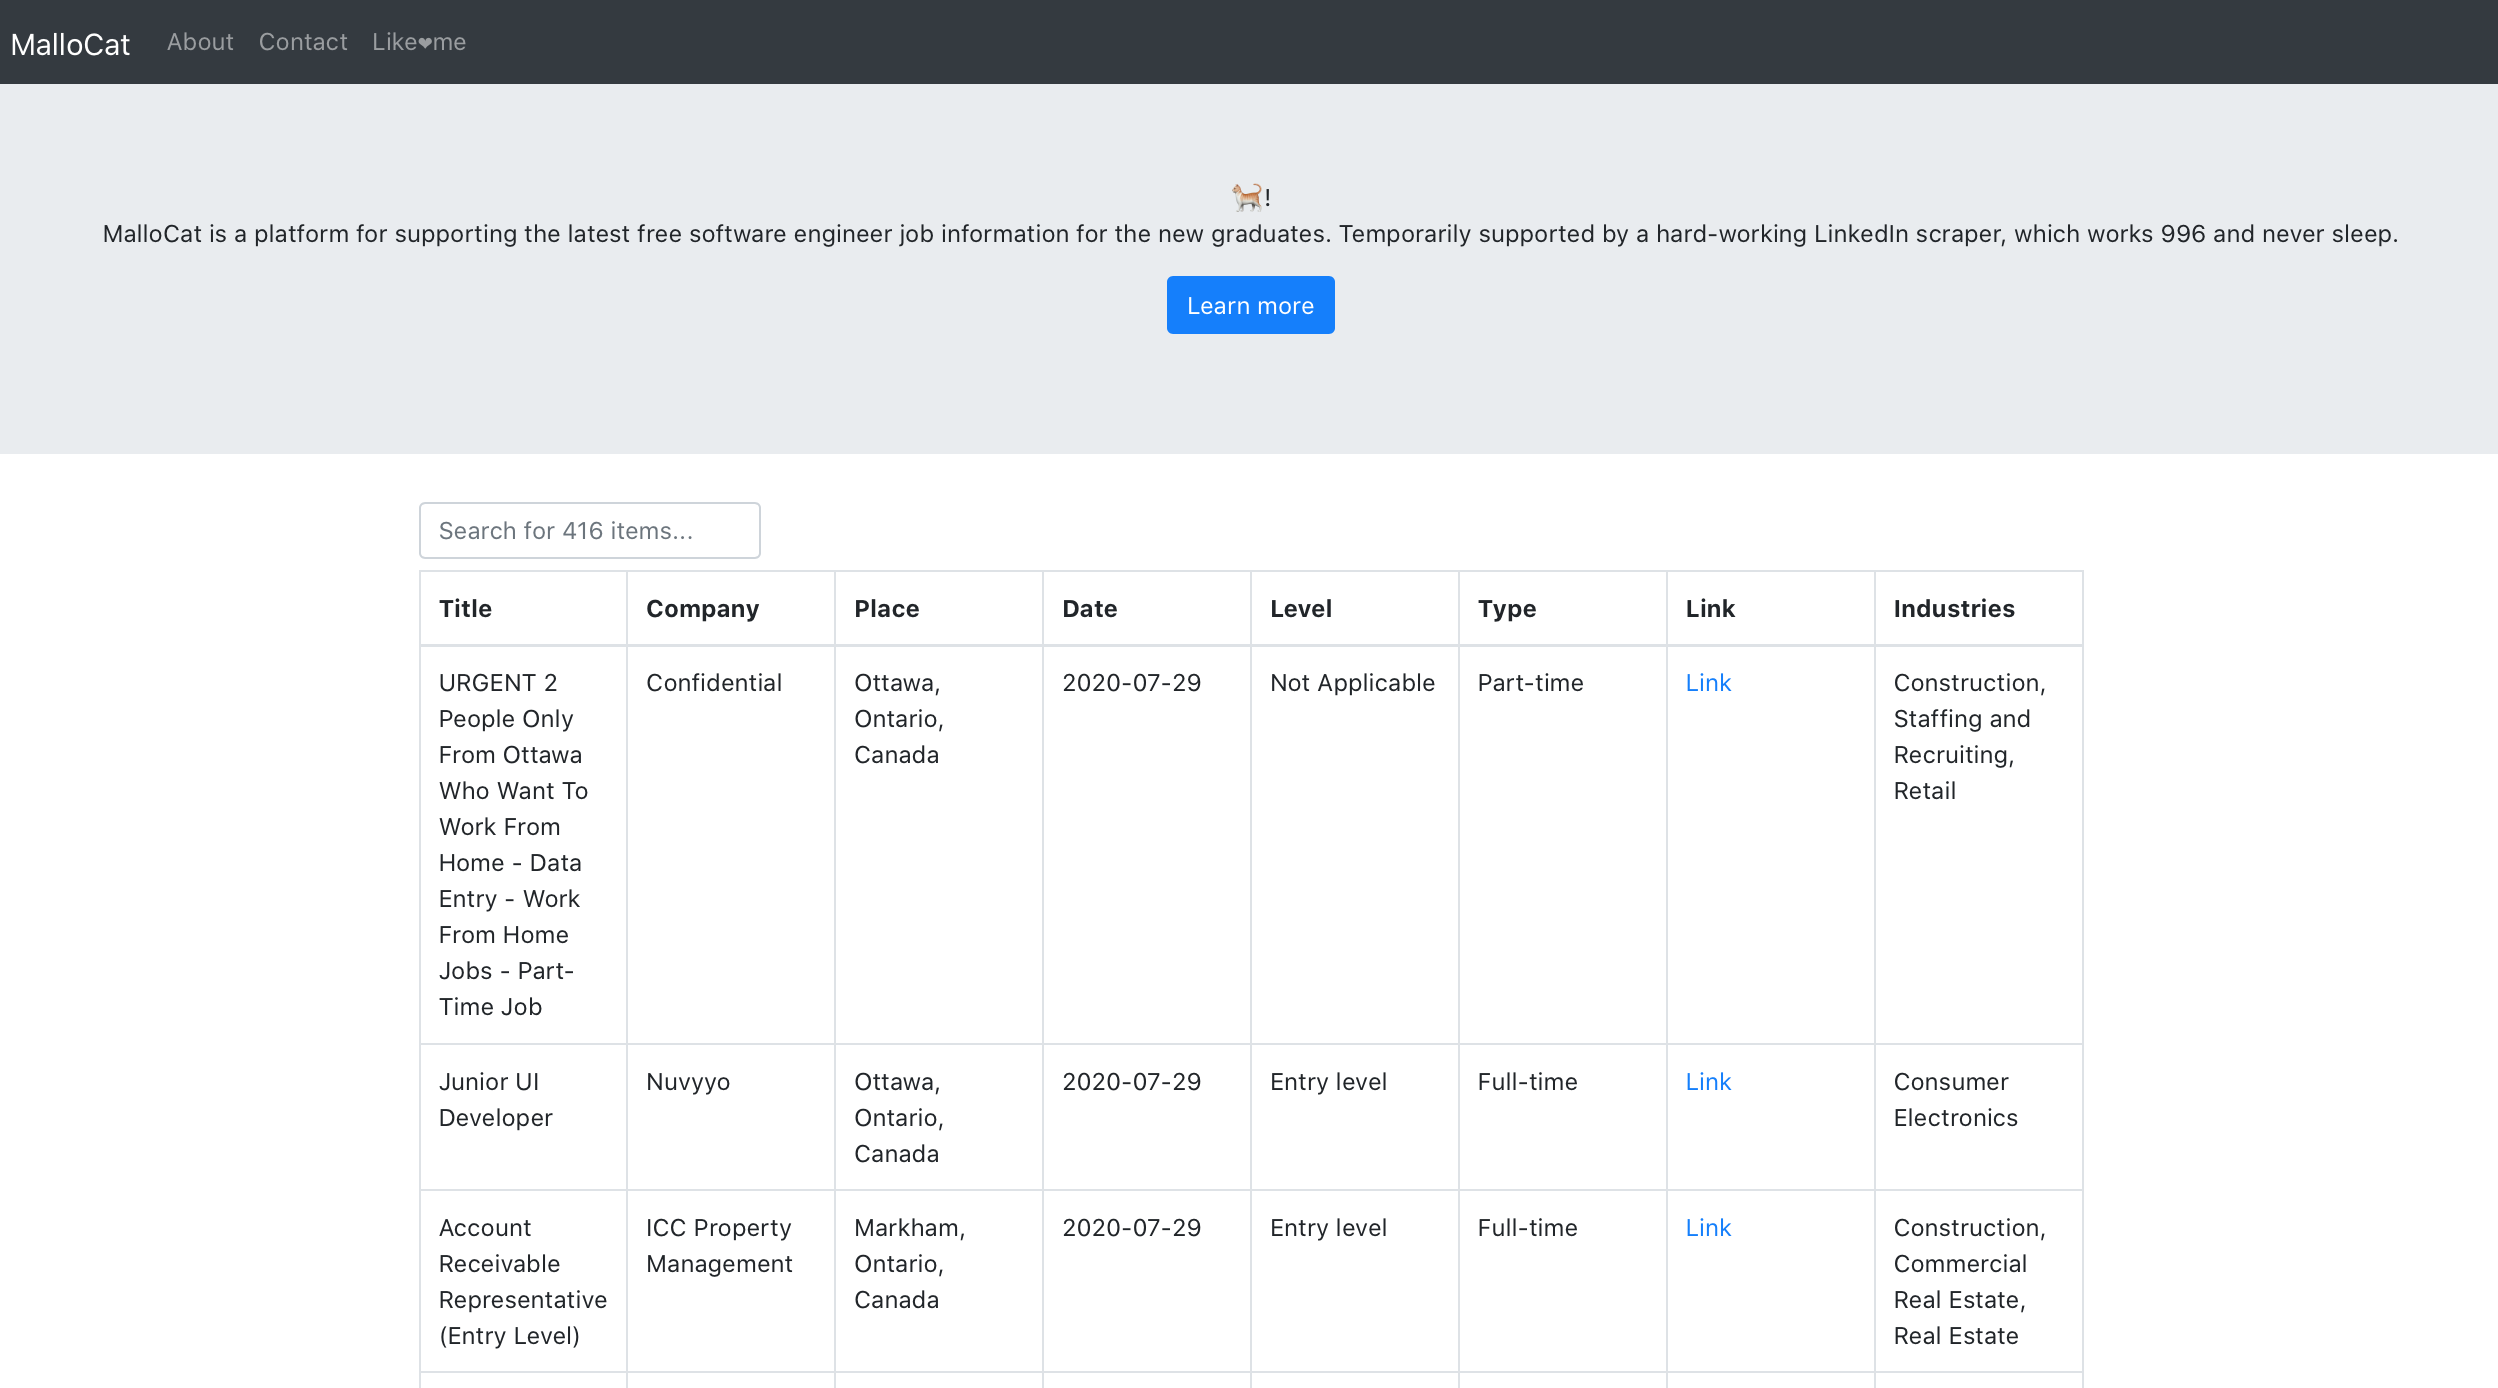 MalloCat About Contact Like❤me
🐈!
MalloCat is a platform for supporting the latest free software engineer job information for the new graduates. Temporarily supported by a hard-working LinkedIn scraper, which works 996 and never sleep.
Learn more
Search for 416 items...
Title Company Place Date Level Type Link Industries
URGENT 2 Confidential Ottawa, 2020-07-29 Not Applicable Part-time Link Construction,
People Only Ontario, Staffing and
From Ottawa Canada Recruiting,
Who Want To Retail
Work From
Home - Data
Entry - Work
From Home
Jobs - Part-
Time Job
Junior UI Nuvyyo Ottawa, 2020-07-29 Entry level Full-time Link Consumer
Developer Ontario, Electronics
Canada
Account ICC Property Markham, 2020-07-29 Entry level Full-time Link Construction,
Receivable Management Ontario, Commercial
Representative Canada Real Estate,
(Entry Level) Real Estate